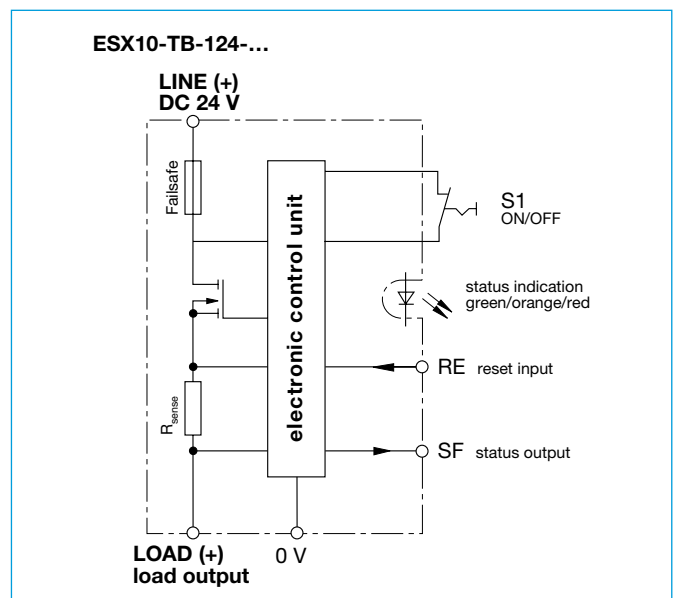 ESX10-TB-124-...
LINE (+)
DC 24 V
Failsafe
electronic control unit
S1
ON/OFF
status indication
green/orange/red
RE reset input
Rsense
SF status output
LOAD (+)
load output
0 V